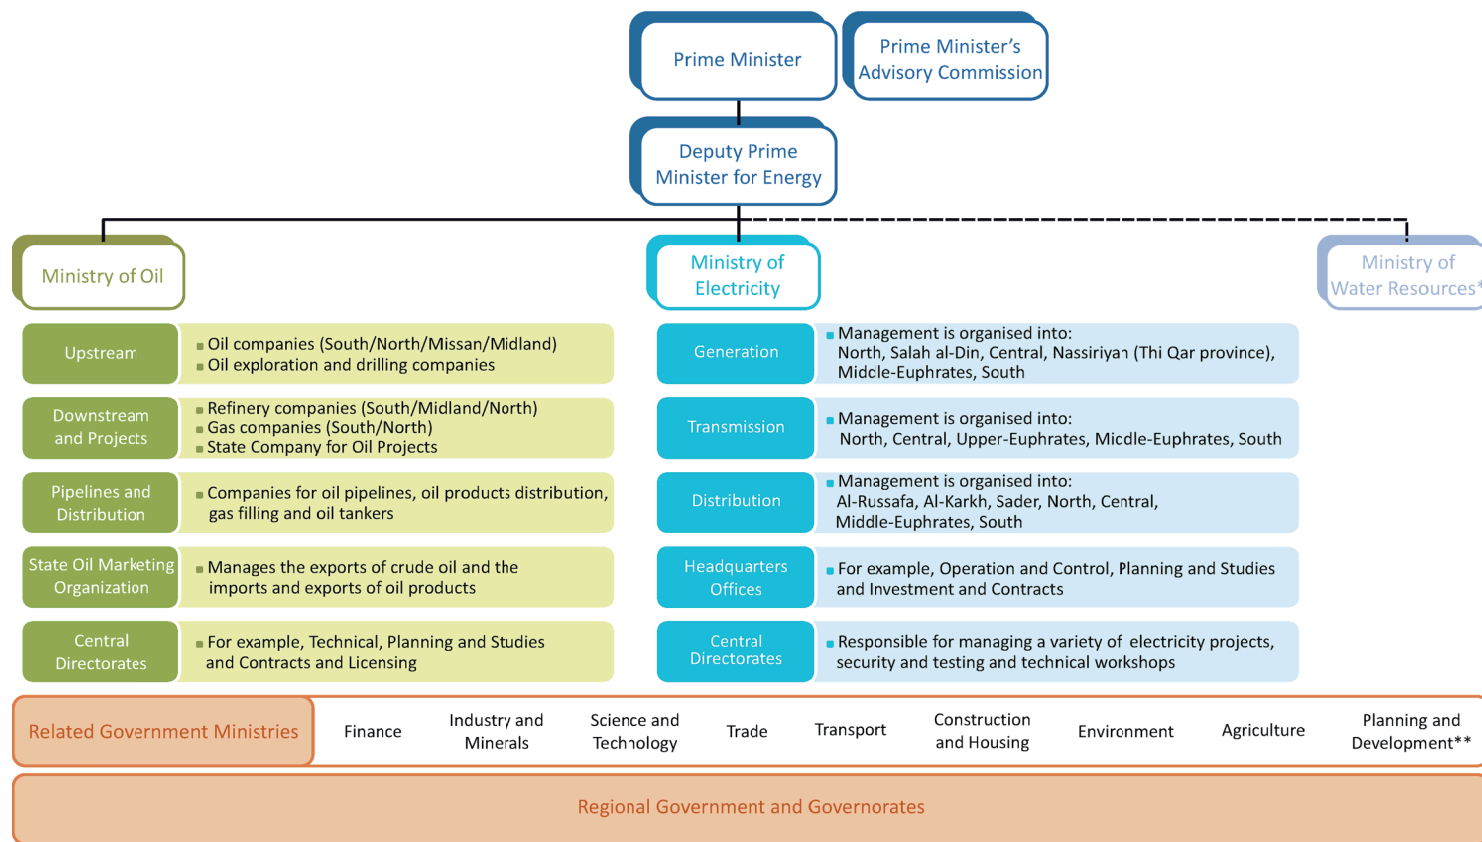 Prime Minister
Prime Minister’s
Advisory Commission
Deputy Prime
Minister for Energy
Ministry of Oil
Ministry of
Electricity
Ministry of
Water Resources*
Upstream
Oil companies (South/North/Missan/Midland)
Oil exploration and drilling companies
Downstream
and Projects
Refinery companies (South/Midland/North)
Gas companies (South/North)
State Company for Oil Projects
Pipelines and
Distribution
Companies for oil pipelines, oil products distribution,
gas filling and oil tankers
State Oil Marketing
Organization
Manages the exports of crude oil and the
imports and exports of oil products
Central
Directorates
For example, Technical, Planning and Studies
and Contracts and Licensing
Generation
Management is organised into:
North, Salah al-Din, Central, Nassiriyah (Thi Qar province),
Middle-Euphrates, South
Transmission
Management is organised into:
North, Central, Upper-Euphrates, Middle-Euphrates, South
Distribution
Management is organised into:
Al-Russafa, Al-Karkh, Sader, North, Central,
Middle-Euphrates, South
Headquarters
Offices
For example, Operation and Control, Planning and Studies
and Investment and Contracts
Central
Directorates
Responsible for managing a variety of electricity projects,
security and testing and technical workshops
Related Government Ministries
Finance
Industry and
Minerals
Science and
Technology
Trade
Transport
Construction
and Housing
Environment
Agriculture
Planning and
Development**
Regional Government and Governorates